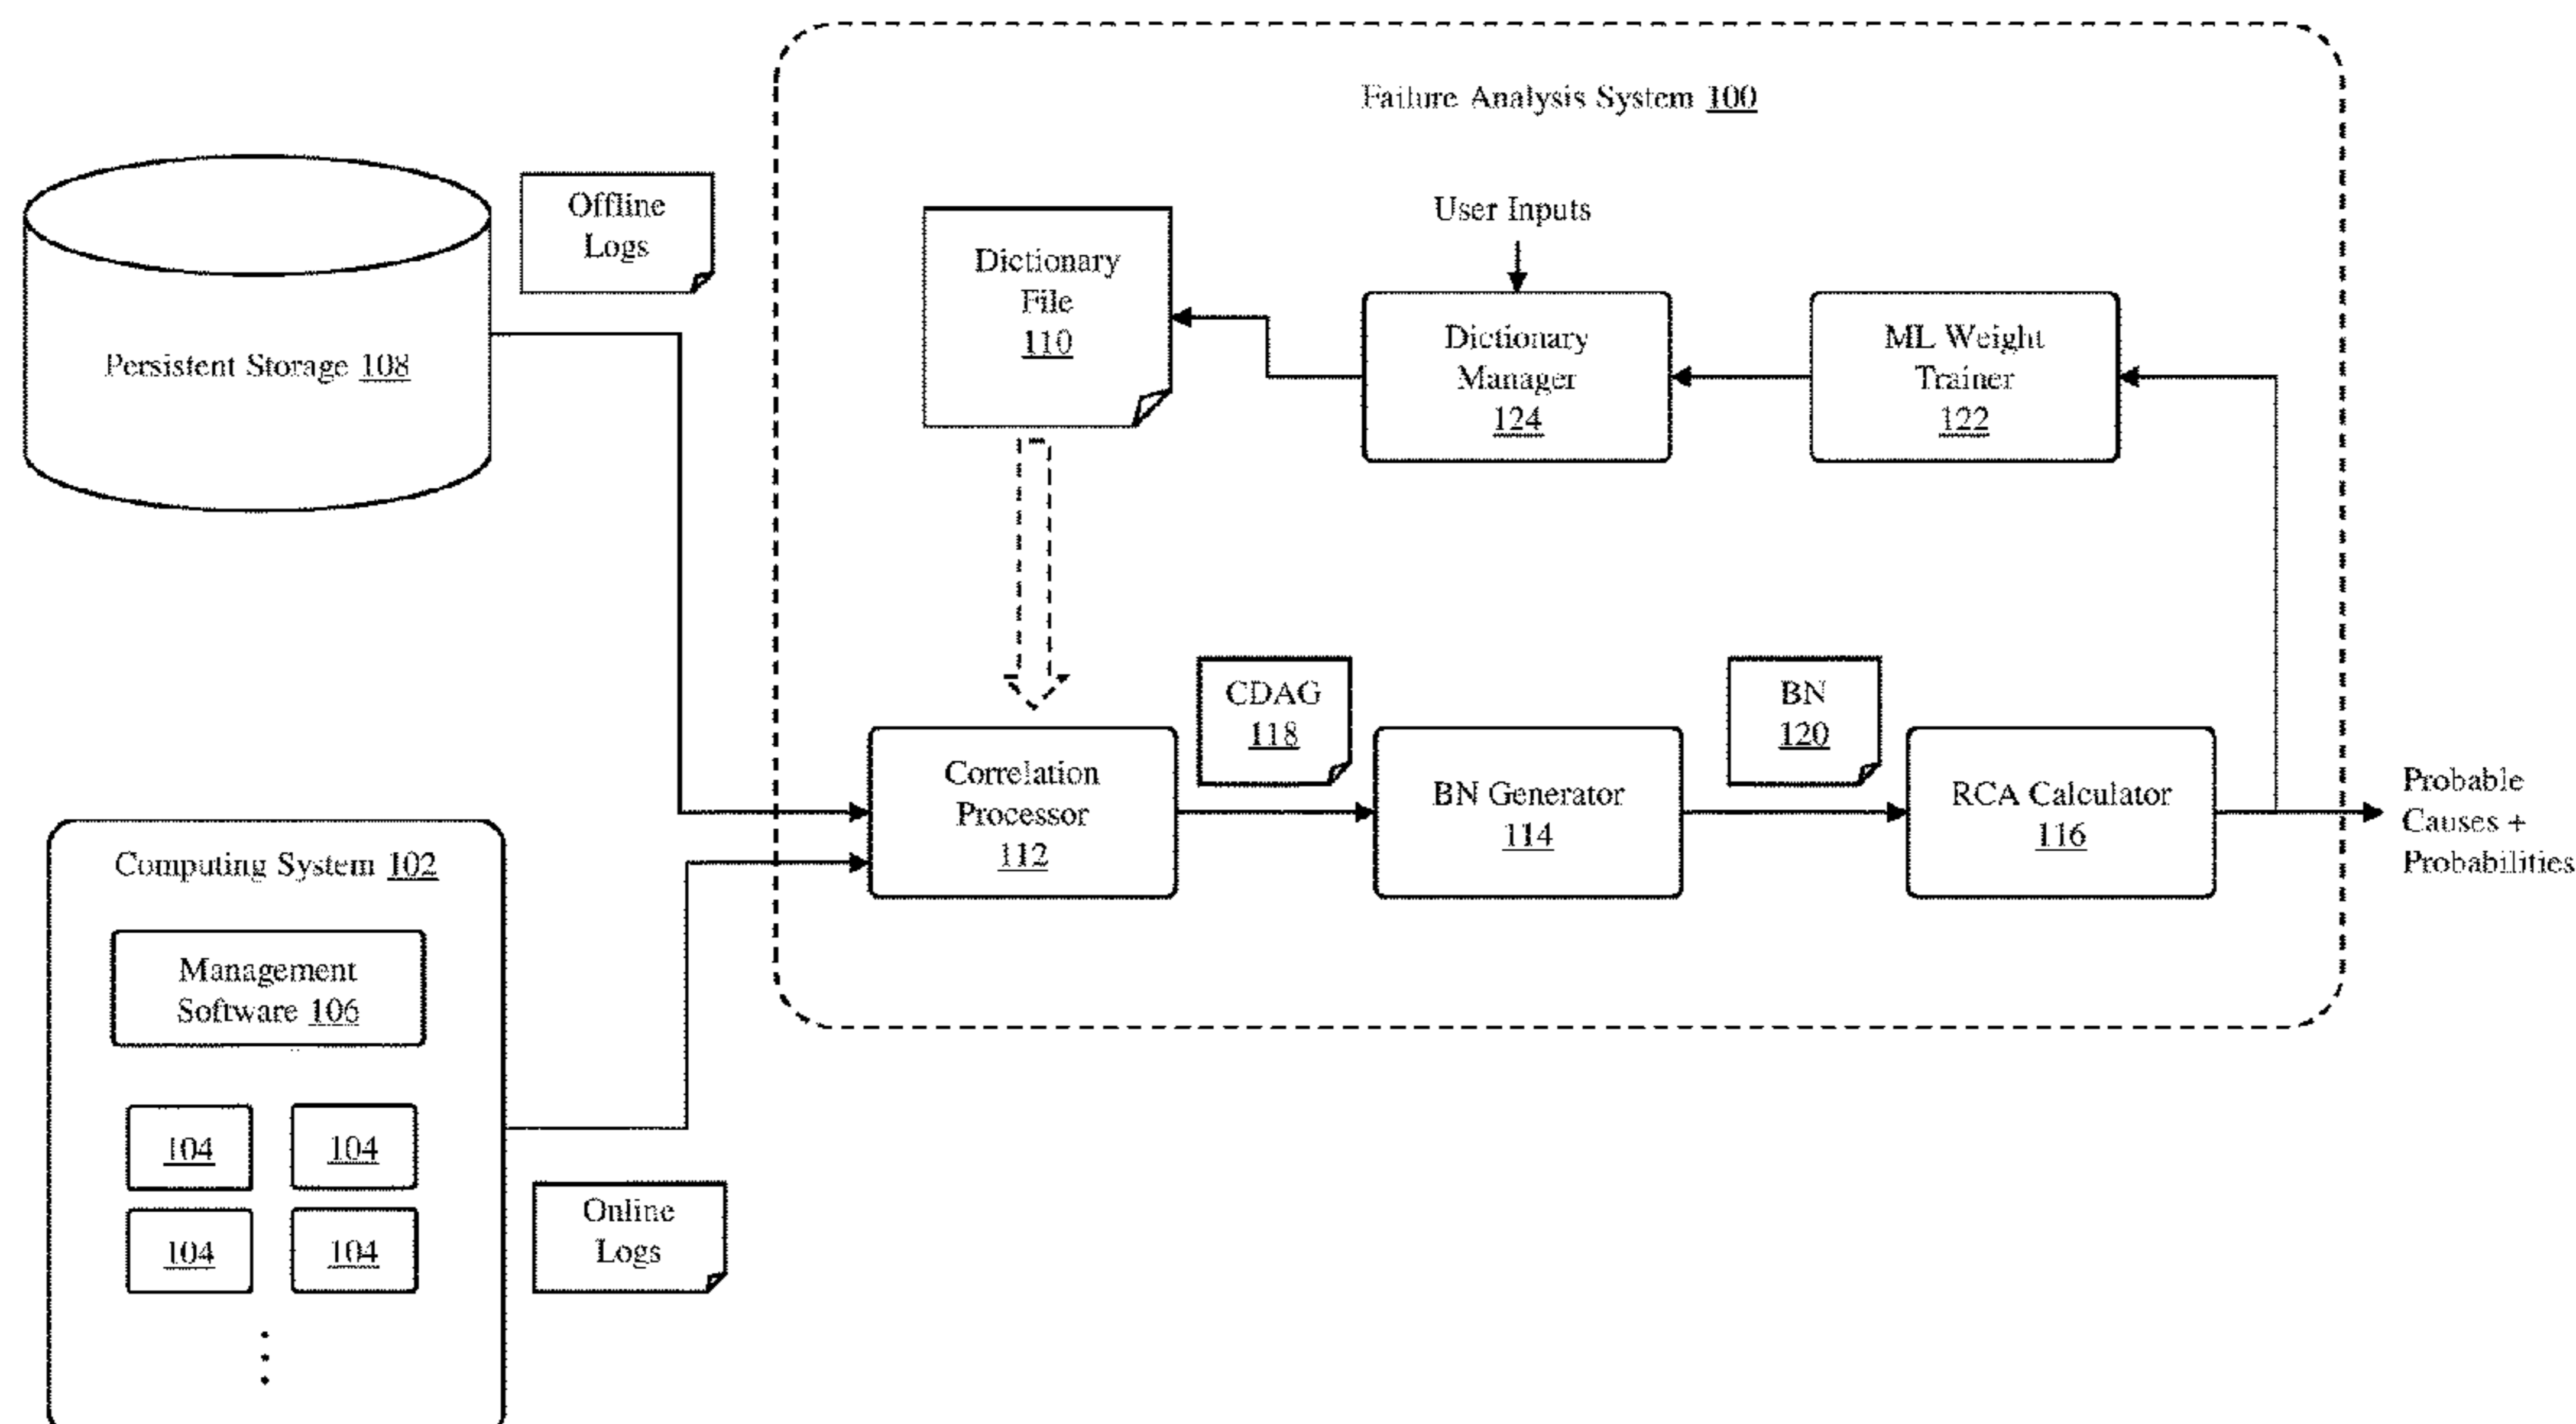 Failure Analysis System 100
Offline
Logs
Persistent Storage 108
User Inputs
Dictionary
File
110
Dictionary
Manager
124
ML Weight
Trainer
122
CDAG
118
BN
120
Correlation
Processor
112
BN Generator
114
RCA Calculator
116
Probable
Causes +
Probabilities
Computing System 102
Management
Software 106
104
104
104
104
Online
Logs